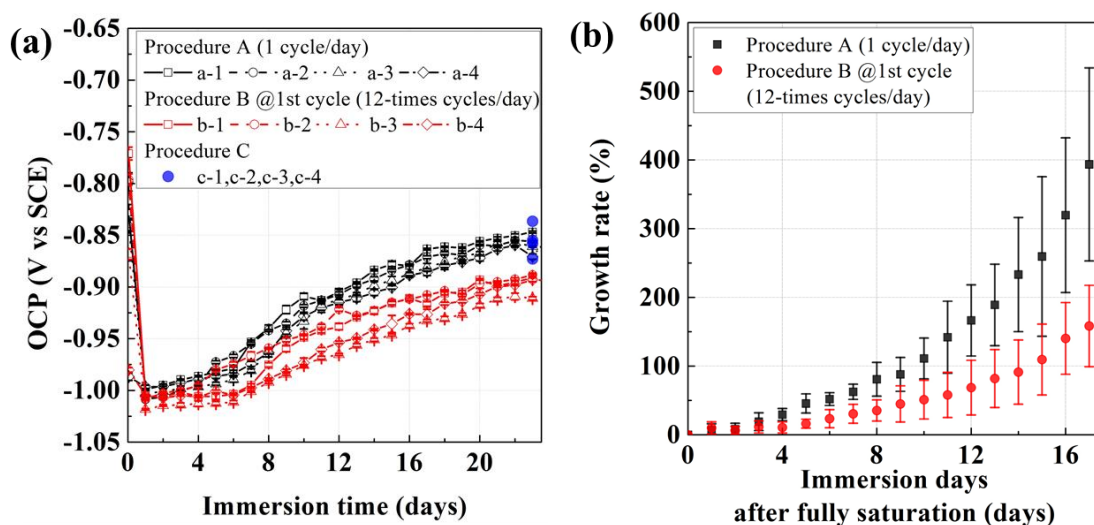 (a)
-0.65
-0.70
-0.75
-0.80
-0.85
-0.90
-0.95
-1.00
-1.05
OCP (V vs SCE)
Procedure A (1 cycle/day)
a-1 a-2 a-3 a-4
Procedure B @1st cycle (12-times cycles/day)
b-1 b-2 b-3 b-4
Procedure C
c-1,c-2,c-3,c-4
0 4 8 12 16 20
Immersion time (days)
(b)
600
500
400
300
200
100
0
Growth rate (%)
Procedure A (1 cycle/day)
Procedure B @1st cycle
(12-times cycles/day)
0 4 8 12 16
Immersion days
after fully saturation (days)